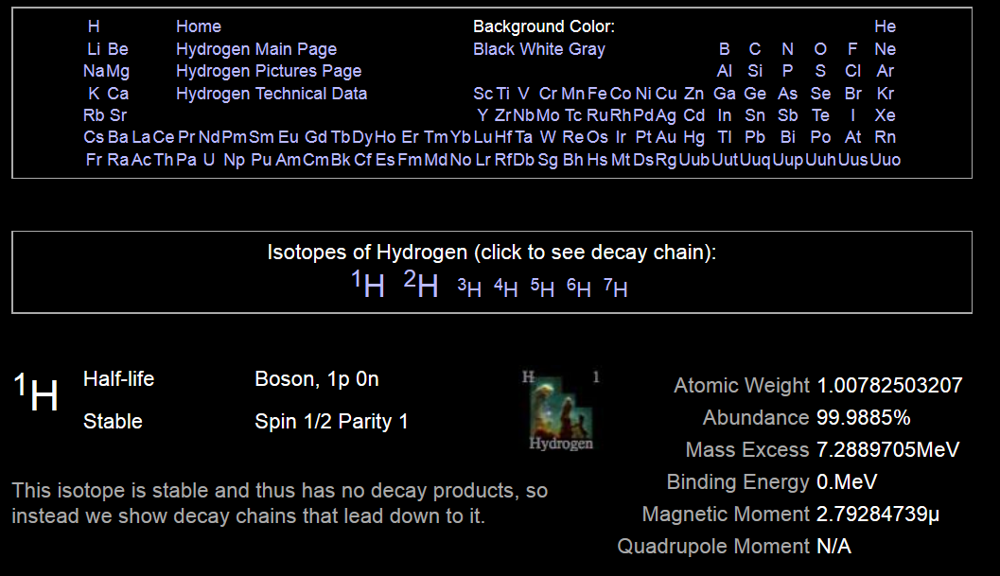 H Home Background Color: He
Li Be Hydrogen Main Page Black White Gray B C N O F Ne
Na Mg Hydrogen Pictures Page Al Si P S Cl Ar
K Ca Hydrogen Technical Data Sc Ti V Cr Mn Fe Co Ni Cu Zn Ga Ge As Se Br Kr
Rb Sr Y Zr Nb Mo Tc Ru Rh Pd Ag Cd In Sn Sb Te I Xe
Cs Ba La Ce Pr Nd Pm Sm Eu Gd Tb Dy Ho Er Tm Yb Lu Hf Ta W Re Os Ir Pt Au Hg Tl Pb Bi Po At Rn
Fr Ra Ac Th Pa U Np Pu Am Cm Bk Cf Es Fm Md No Lr Rf Db Sg Bh Hs Mt Ds Rg Uub Uut Uuq Uup Uuh Uus Uuo
Isotopes of Hydrogen (click to see decay chain):
¹H ²H ³H ⁴H ⁵H ⁶H ⁷H
¹H
Half-life Boson, 1p 0n
Stable Spin 1/2 Parity 1
H 1
Hydrogen
Atomic Weight 1.00782503207
Abundance 99.9885%
Mass Excess 7.2889705MeV
Binding Energy 0.MeV
Magnetic Moment 2.79284739μ
Quadrupole Moment N/A
This isotope is stable and thus has no decay products, so
instead we show decay chains that lead down to it.